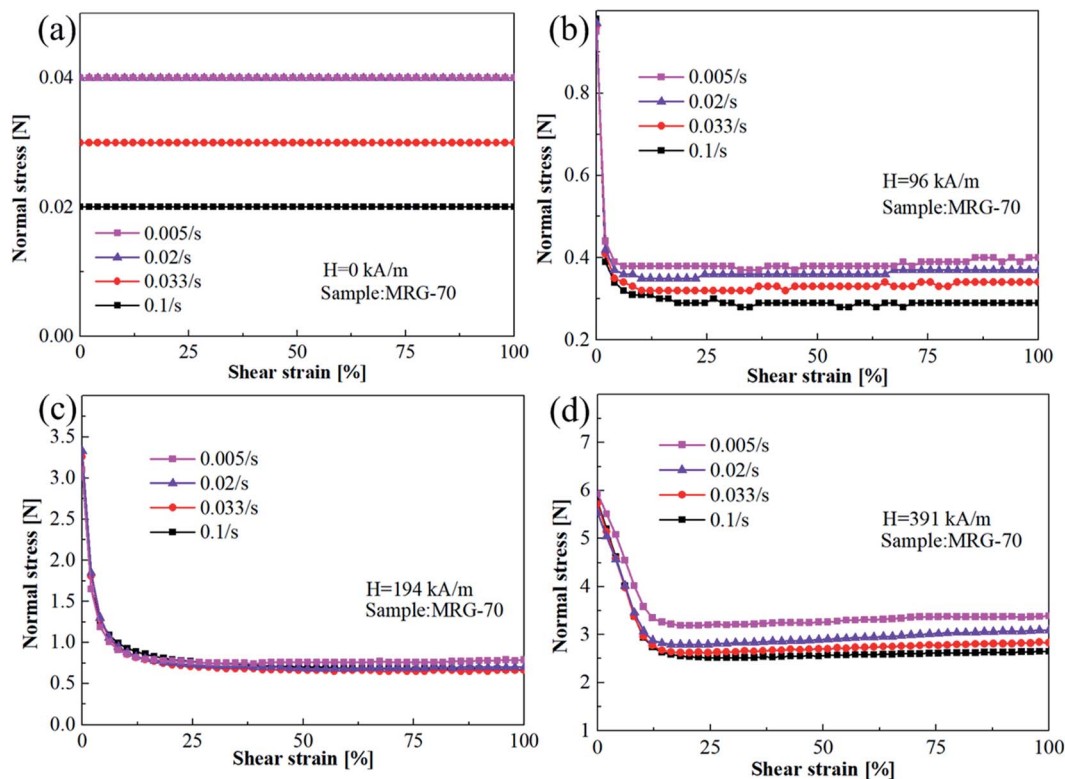 (a)
Normal stress [N]
0.04
0.02
0.00
0.005/s
0.02/s
0.033/s
0.1/s
H=0 kA/m
Sample:MRG-70
0 25 50 75 100
Shear strain [%]
(b)
Normal stress [N]
0.8
0.6
0.4
0.2
0.005/s
0.02/s
0.033/s
0.1/s
H=96 kA/m
Sample:MRG-70
0 25 50 75 100
Shear strain [%]
(c)
Normal stress [N]
3.5
3.0
2.5
2.0
1.5
1.0
0.5
0.0
0.005/s
0.02/s
0.033/s
0.1/s
H=194 kA/m
Sample:MRG-70
0 25 50 75 100
Shear strain [%]
(d)
Normal stress [N]
7
6
5
4
3
2
1
0.005/s
0.02/s
0.033/s
0.1/s
H=391 kA/m
Sample:MRG-70
0 25 50 75 100
Shear strain [%]